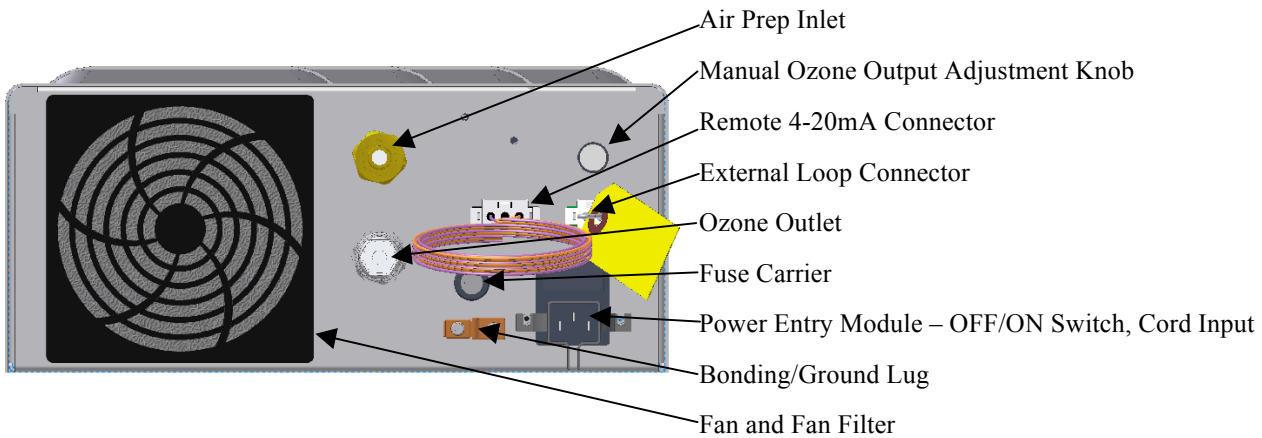 Air Prep Inlet
Manual Ozone Output Adjustment Knob
Remote 4-20mA Connector
External Loop Connector
Ozone Outlet
Fuse Carrier
Power Entry Module – OFF/ON Switch, Cord Input
Bonding/Ground Lug
Fan and Fan Filter